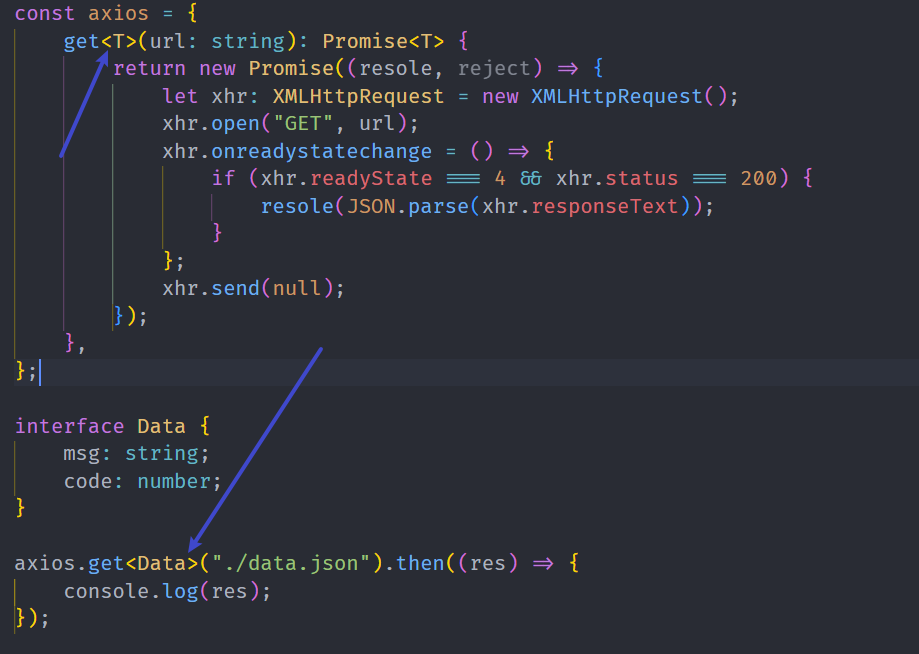 const axios = {
    get<T>(url: string): Promise<T> {
        return new Promise((resole, reject) => {
            let xhr: XMLHttpRequest = new XMLHttpRequest();
            xhr.open("GET", url);
            xhr.onreadystatechange = () => {
                if (xhr.readyState === 4 && xhr.status === 200) {
                    resole(JSON.parse(xhr.responseText));
                }
            };
            xhr.send(null);
        });
    },
};
interface Data {
    msg: string;
    code: number;
}
axios.get<Data>("./data.json").then((res) => {
    console.log(res);
});